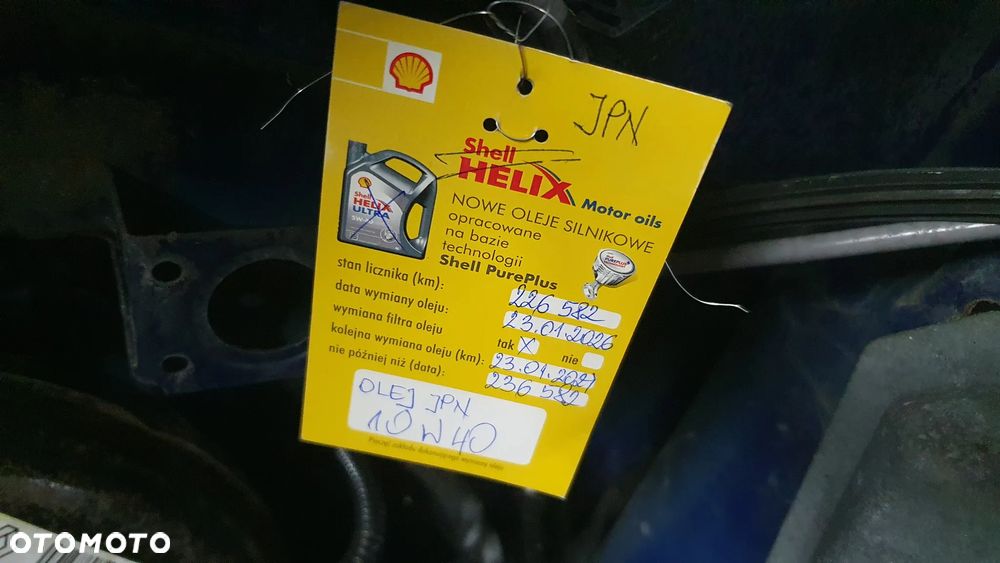 JPN
Shell
HELIX Motor oils
NOWE OLEJE SILNIKOWE
opracowane
na bazie
technologii
Shell PurePlus
Shell
HELIX
ULTRA
stan licznika (km): 226 582
data wymiany oleju: 23.01.2026
wymiana filtra oleju tak X nie
kolejna wymiana oleju (km): 23.01.2027
nie później niż (data): 236 582
OLEJ JPN
10W40
OTOMOTO